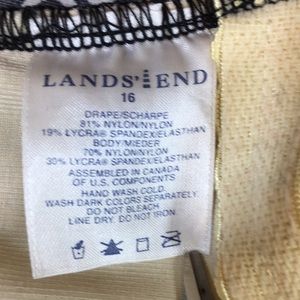 LANDS' END
16
DRAPE/SCHÄRPE
81% NYLON/NYLON
19% LYCRA® SPANDEX/ELASTHAN
BODY/MIEDER
70% NYLON/NYLON
30% LYCRA® SPANDEX/ELASTHAN
ASSEMBLED IN CANADA
OF U.S. COMPONENTS
HAND WASH COLD.
WASH DARK COLORS SEPARATELY
DO NOT BLEACH
LINE DRY. DO NOT IRON.